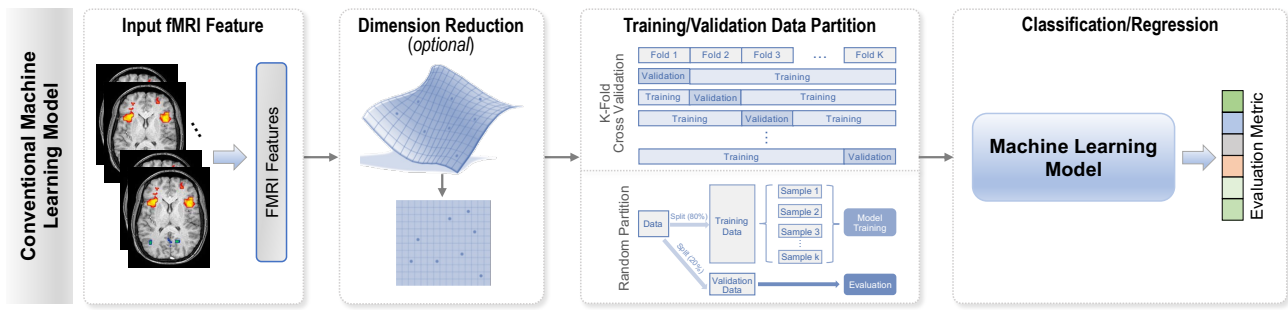 Conventional Machine
Learning Model
Input fMRI Feature
FMRI Features
Dimension Reduction
(optional)
Training/Validation Data Partition
K-Fold
Cross Validation
Fold 1 Fold 2 Fold 3 ... Fold K
Validation Training
Training Validation Training
Training Validation Training
Training Validation
Random Partition
Data
Split (80%)
Split (20%)
Training
Data
Sample 1
Sample 2
Sample 3
Sample k
Model
Training
Validation
Data
Evaluation
Classification/Regression
Machine Learning
Model
Evaluation Metric